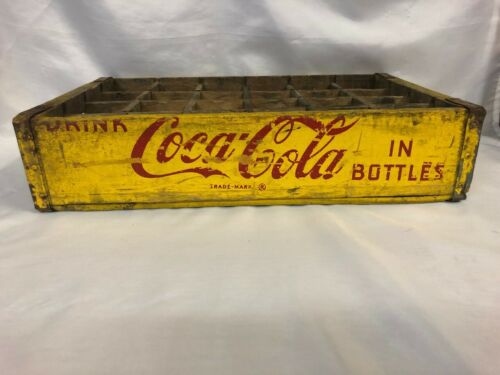 DRINK Coca-Cola IN
BOTTLES
TRADE-MARK ®